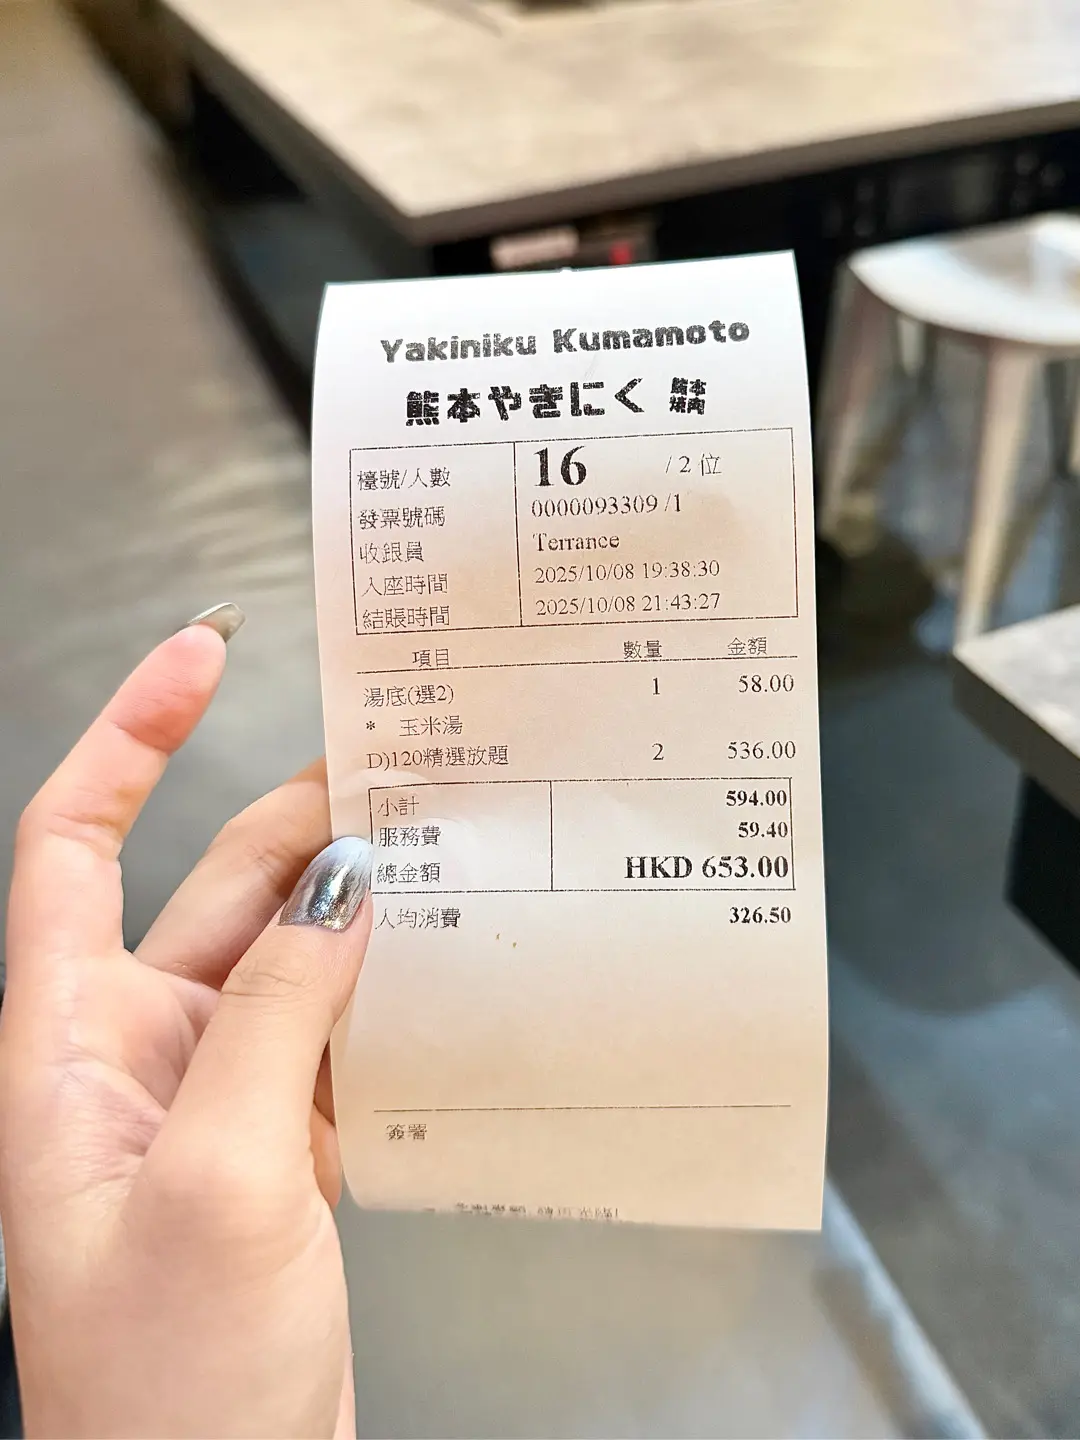 Yakiniku Kumamoto
熊本やきにく 熊本焼肉
檯號/人數 16 /2 位
發票號碼 0000093309 /1
收銀員 Terrance
入座時間 2025/10/08 19:38:30
結賬時間 2025/10/08 21:43:27
項目 數量 金額
湯底(選2) 1 58.00
* 玉米湯
D)120精選放題 2 536.00
小計 594.00
服務費 59.40
總金額 HKD 653.00
人均消費 326.50
簽署